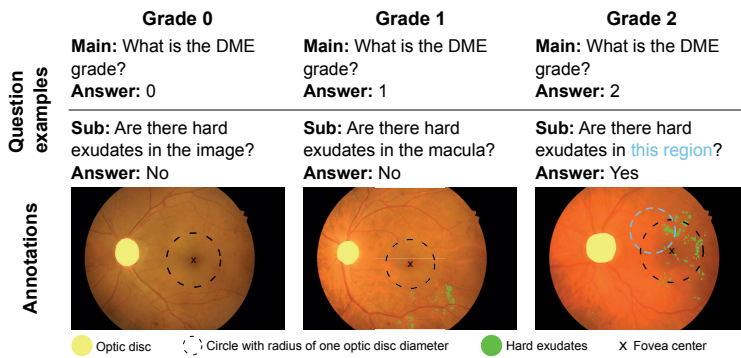 Grade 0
Grade 1
Grade 2
Question examples
Main: What is the DME grade?
Answer: 0
Main: What is the DME grade?
Answer: 1
Main: What is the DME grade?
Answer: 2
Sub: Are there hard exudates in the image?
Answer: No
Sub: Are there hard exudates in the macula?
Answer: No
Sub: Are there hard exudates in this region?
Answer: Yes
Annotations
x
x
x
Optic disc
Circle with radius of one optic disc diameter
Hard exudates
x Fovea center